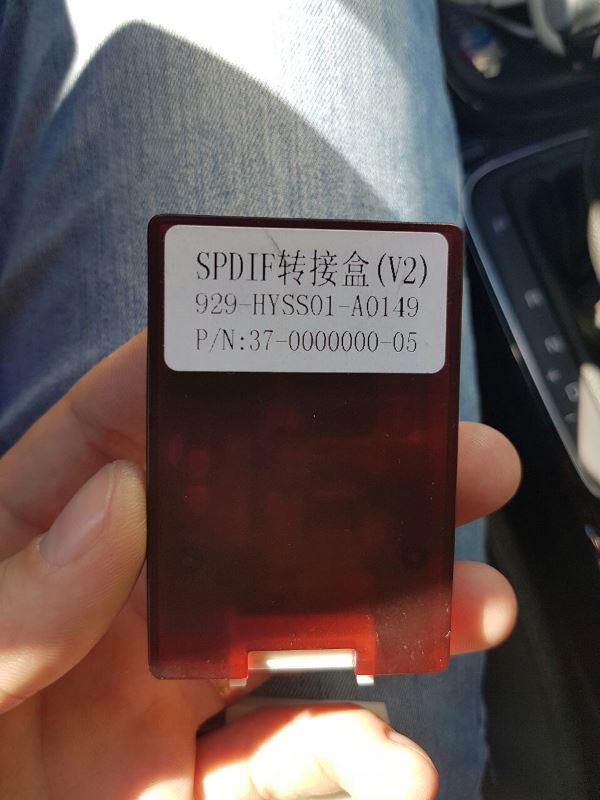 SPDIF转接盒(V2)
929-HYSS01-A0149
P/N:37-0000000-05